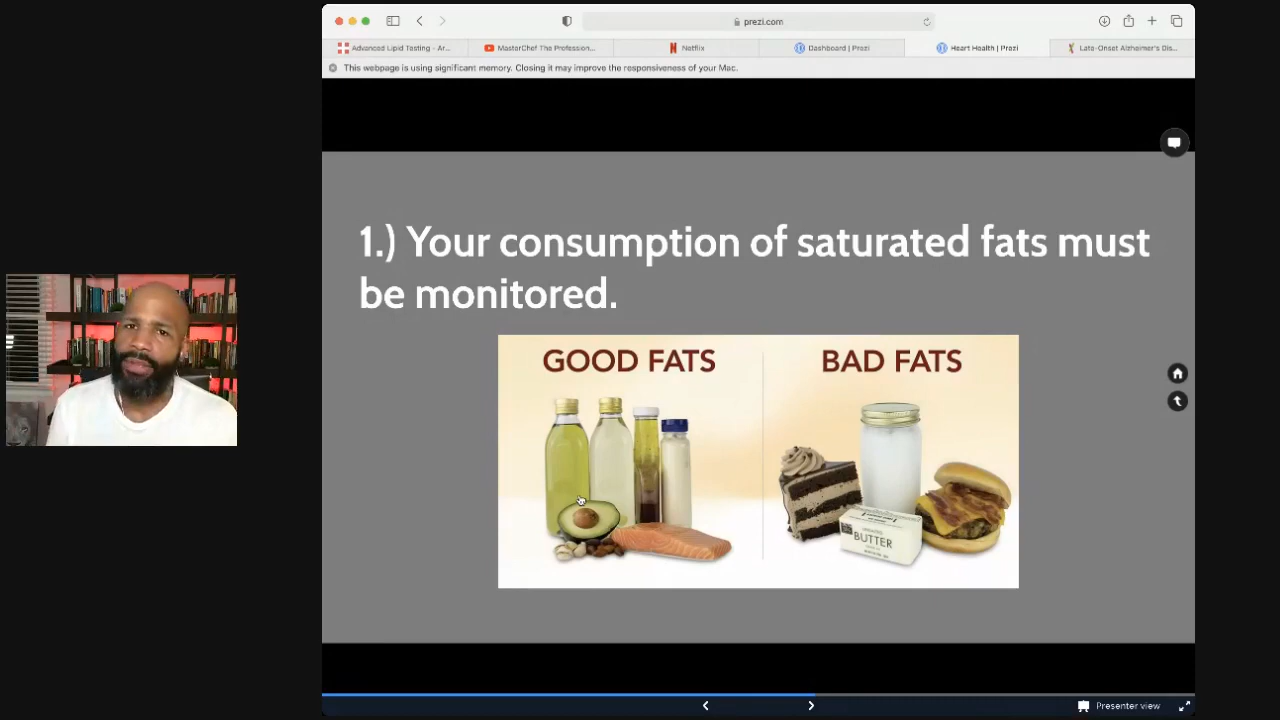 prezi.com
Advanced Lipid Testing - Ar...
MasterChef The Profession...
Netflix
Dashboard | Prezi
Heart Health | Prezi
Late-Onset Alzheimer's Dis...
This webpage is using significant memory. Closing it may improve the responsiveness of your Mac.
1.) Your consumption of saturated fats must
be monitored.
GOOD FATS
BAD FATS
BUTTER
Presenter view